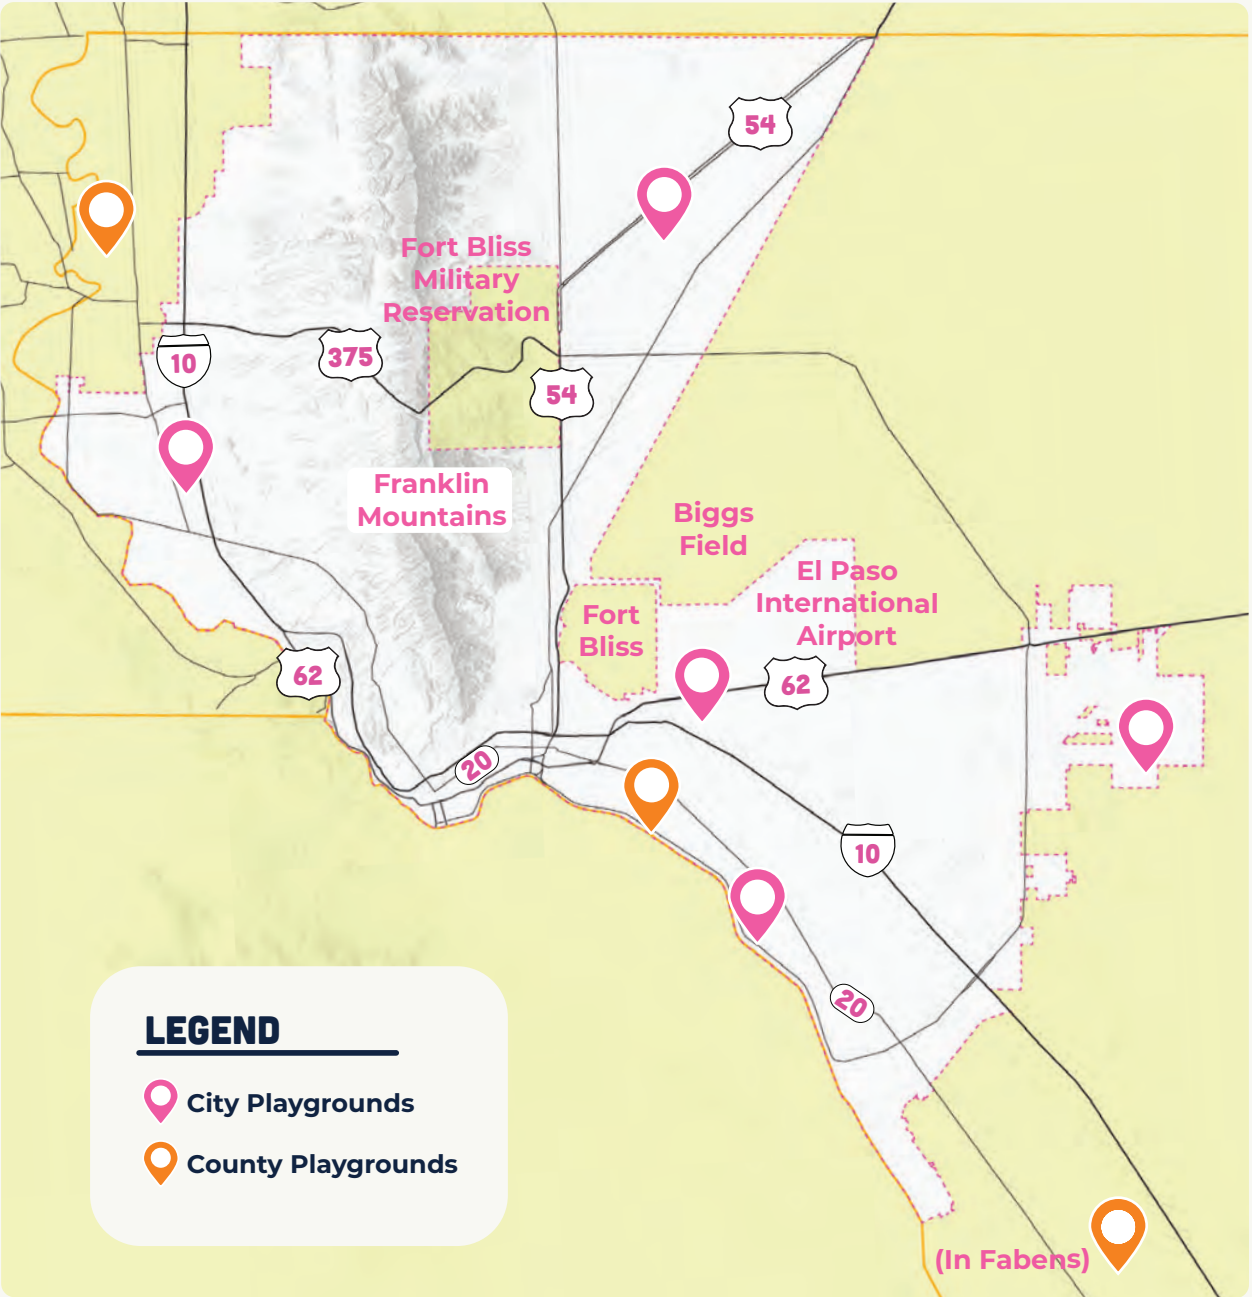 54
Fort Bliss
Military
Reservation
10
375
54
Franklin
Mountains
Biggs
Field
El Paso
International
Airport
Fort
Bliss
62
62
20
10
20
LEGEND
City Playgrounds
County Playgrounds
(In Fabens)